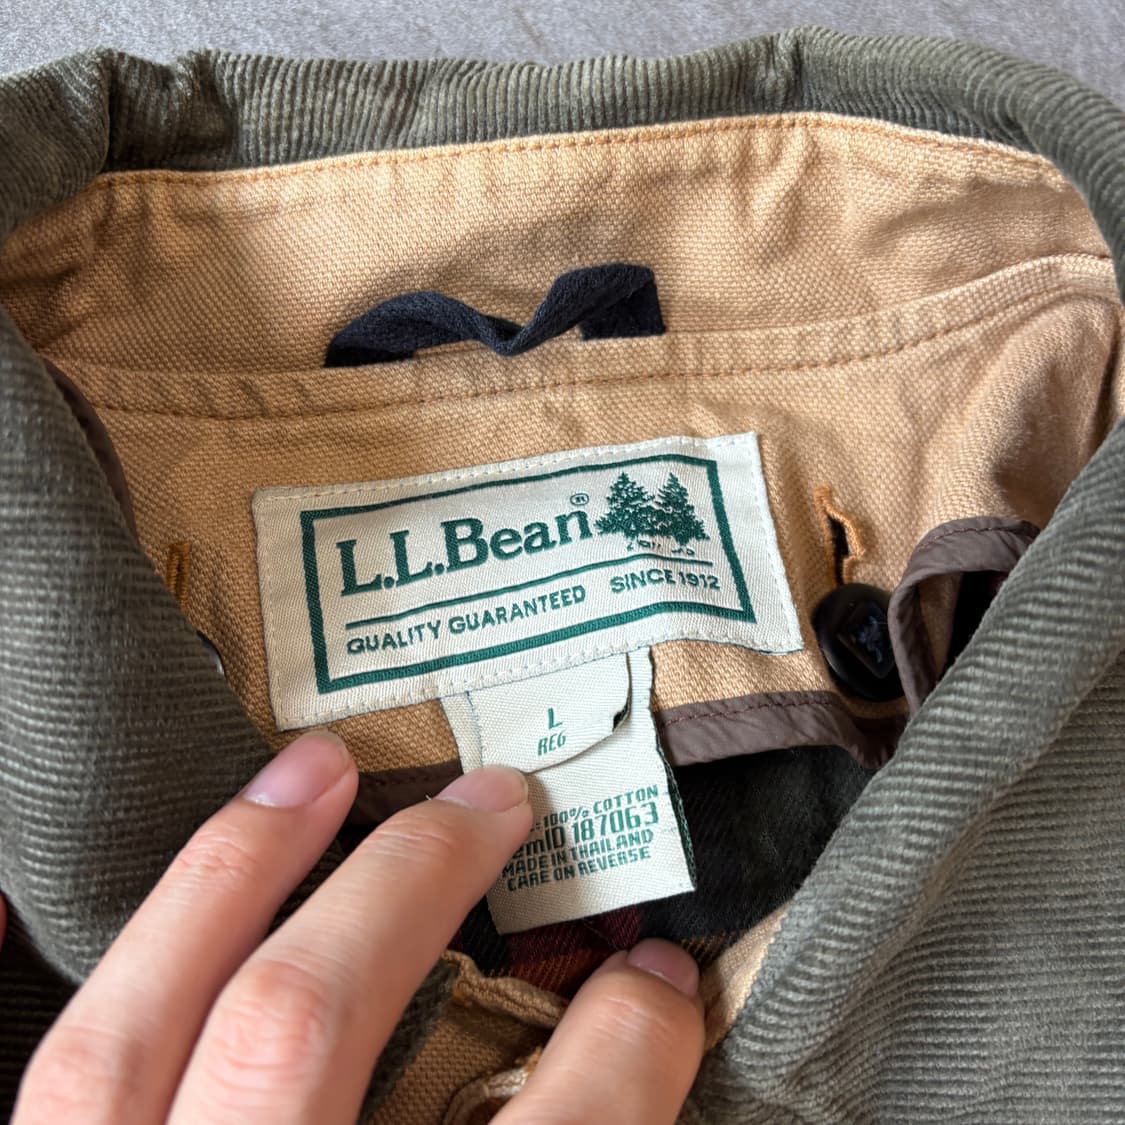 L.L.Bean®
QUALITY GUARANTEED SINCE 1912
L
REG
100% COTTON
187063
MADE IN THAILAND
CARE ON REVERSE